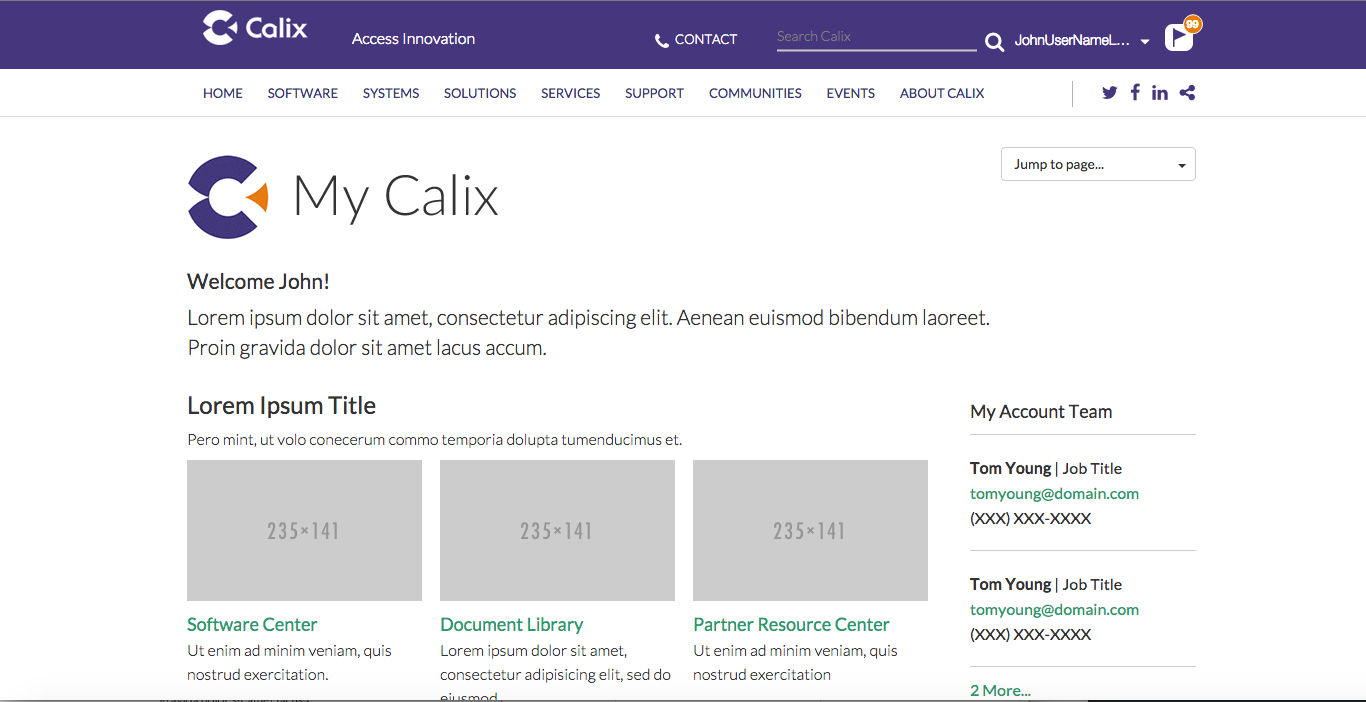 Calix
Access Innovation
CONTACT
Search Calix
JohnUserNameL...
99
HOME SOFTWARE SYSTEMS SOLUTIONS SERVICES SUPPORT COMMUNITIES EVENTS ABOUT CALIX
Jump to page...
My Calix
Welcome John!
Lorem ipsum dolor sit amet, consectetur adipiscing elit. Aenean euismod bibendum laoreet.
Proin gravida dolor sit amet lacus accum.
Lorem Ipsum Title
Pero mint, ut volo conecerum commo temporia dolupta tumenducimus et.
235×141
Software Center
Ut enim ad minim veniam, quis
nostrud exercitation.
235×141
Document Library
Lorem ipsum dolor sit amet,
consectetur adipisicing elit, sed do
eiusmod
235×141
Partner Resource Center
Ut enim ad minim veniam, quis
nostrud exercitation
My Account Team
Tom Young | Job Title
tomyoung@domain.com
(XXX) XXX-XXXX
Tom Young | Job Title
tomyoung@domain.com
(XXX) XXX-XXXX
2 More...